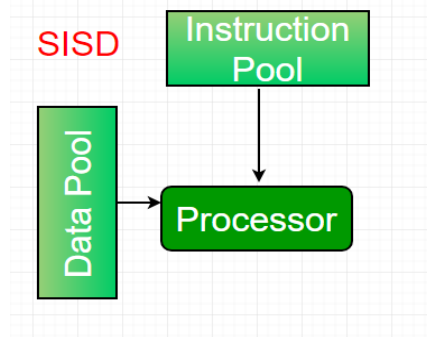 SISD
Instruction
Pool
Data Pool
Processor